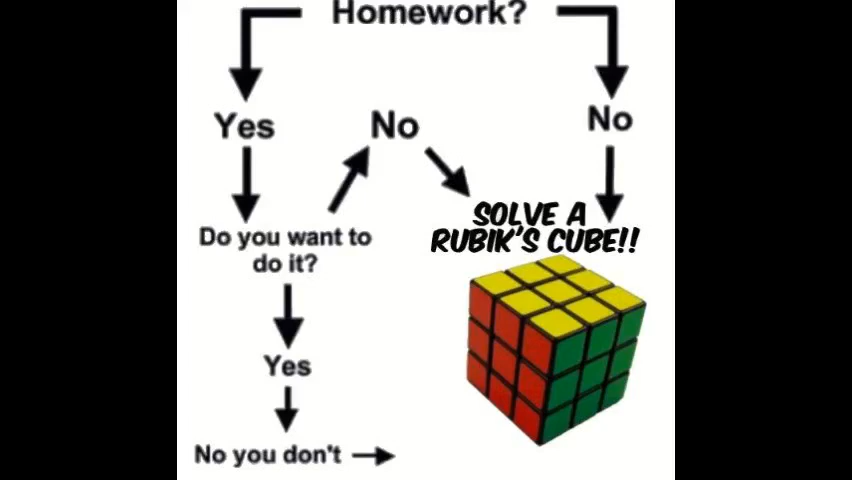 Homework?
Yes
No
No
Do you want to
do it?
SOLVE A
RUBIK'S CUBE!!
Yes
No you don't